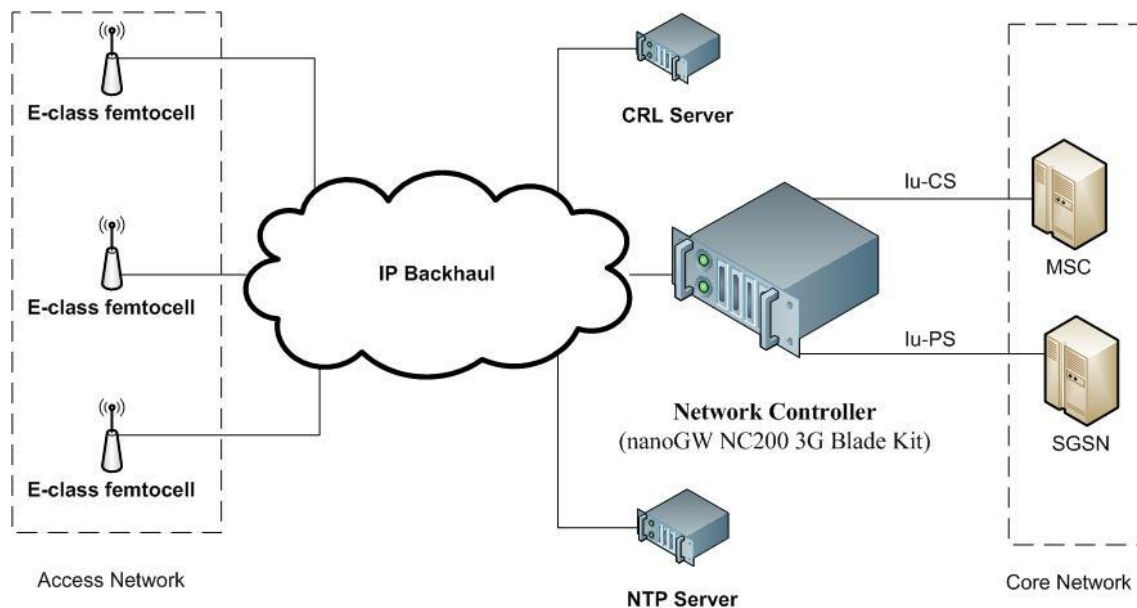 E-class femtocell
E-class femtocell
E-class femtocell
Access Network
IP Backhaul
CRL Server
Network Controller
(nanoGW NC200 3G Blade Kit)
NTP Server
Iu-CS
Iu-PS
MSC
SGSN
Core Network